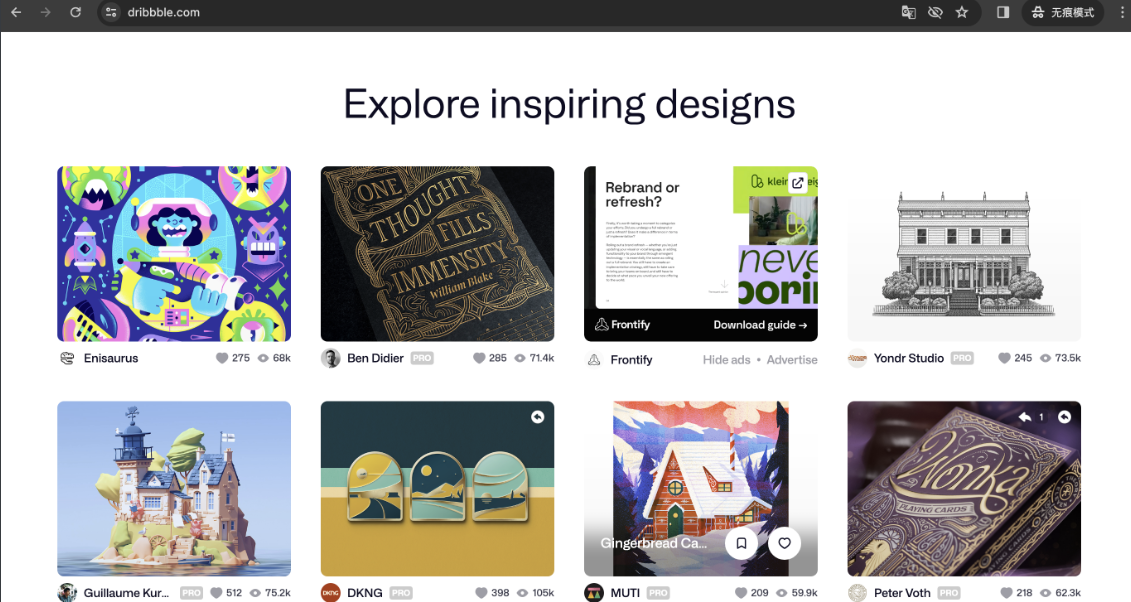 dribbble.com
无痕模式
Explore inspiring designs
ONE
THOUGHT
FILLS
IMMENSITY
William Blake
Rebrand or
refresh?
klein
neve
borin
Frontify
Download guide →
Enisaurus
275
68k
Ben Didier
PRO
285
71.4k
Frontify
Hide ads • Advertise
Yondr Studio
PRO
245
73.5k
Gingerbread Ca...
1
Wonka
PLAYING CARDS
Guillaume Kur...
PRO
512
75.2k
DKNG
DKNG
PRO
398
105k
MUTI
PRO
209
59.9k
Peter Voth
PRO
218
62.3k